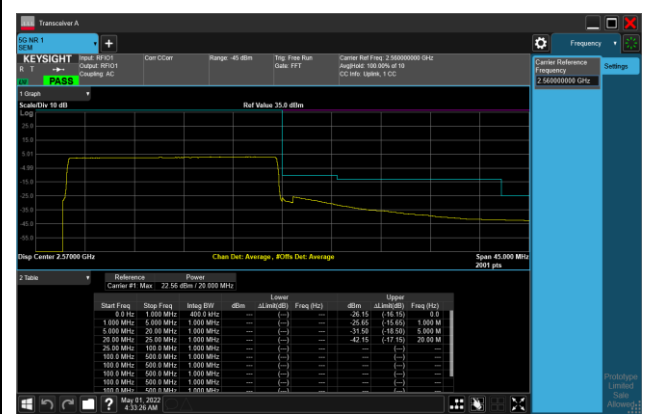 Transceiver A
5G NR 1
SEM
Frequency
KEYSIGHT
R T
PASS
Input: RFIO1
Output: RFIO1
Coupling: AC
Corr CCorr
Range: -45 dBm
Trig: Free Run
Gate: FFT
Carrier Ref Freq: 2.560000000 GHz
Avg|Hold: 100.00% of 10
CC Info: Uplink, 1 CC
Carrier Reference
Frequency
2.560000000 GHz
Settings
1 Graph
Scale/Div 10 dB
Ref Value 35.0 dBm
Log
25.0
15.0
5.01
-4.99
-15.0
-25.0
-35.0
-45.0
-55.0
Disp Center 2.57000 GHz
Chan Det: Average , #Offs Det: Average
Span 45.000 MHz
2001 pts
2 Table
Reference Power
Carrier #1 Max 22.56 dBm / 20.000 MHz
Lower Upper
Start Freq Stop Freq Integ BW dBm ΔLimit(dB) Freq (Hz) dBm ΔLimit(dB) Freq (Hz)
0.0 Hz 1.000 MHz 400.0 kHz --- (---) --- -26.15 (-16.15) 0.0
1.000 MHz 5.000 MHz 1.000 MHz --- (---) --- -25.65 (-15.65) 1.000 M
5.000 MHz 20.00 MHz 1.000 MHz --- (---) --- -31.50 (-18.50) 5.000 M
20.00 MHz 25.00 MHz 1.000 MHz --- (---) --- -42.15 (-17.15) 20.00 M
25.00 MHz 100.0 MHz 1.000 MHz --- (---) --- --- (---) ---
100.0 MHz 500.0 MHz 1.000 MHz --- (---) --- --- (---) ---
100.0 MHz 500.0 MHz 1.000 MHz --- (---) --- --- (---) ---
100.0 MHz 500.0 MHz 1.000 MHz --- (---) --- --- (---) ---
100.0 MHz 500.0 MHz 1.000 MHz --- (---) --- --- (---) ---
May 01, 2022
4:33:26 AM
Prototype
Limited
Sale
Allowed